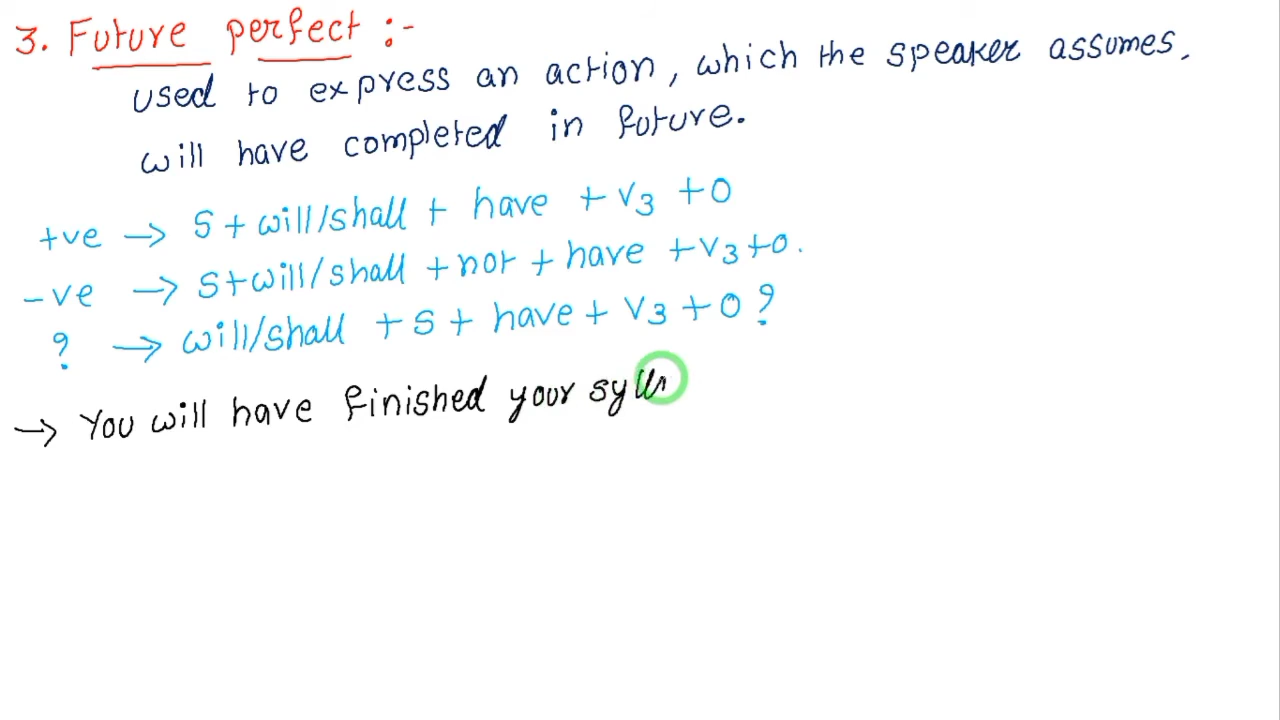 3. Future perfect :-
used to express an action, which the speaker assumes,
will have completed in future.
+ve → S + will/shall + have + V3 + O
-ve → S+will/shall + not + have + V3 + O.
? → will/shall + S + have + V3 + O ?
→ You will have finished your